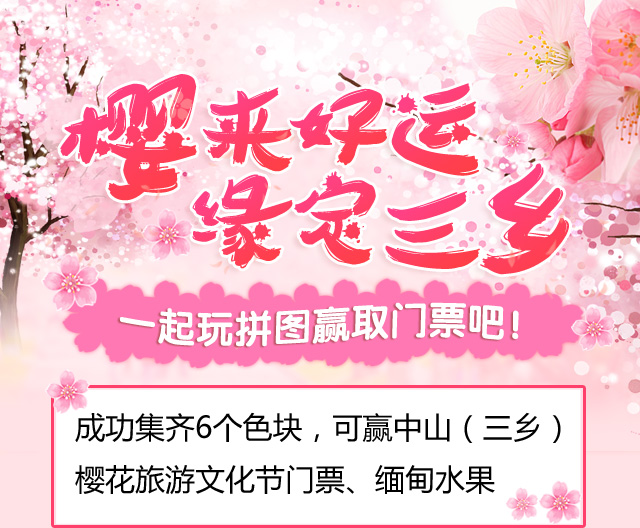 樱来好运
缘定三乡
一起玩拼图赢取门票吧！
成功集齐6个色块，可赢中山（三乡）
樱花旅游文化节门票、缅甸水果